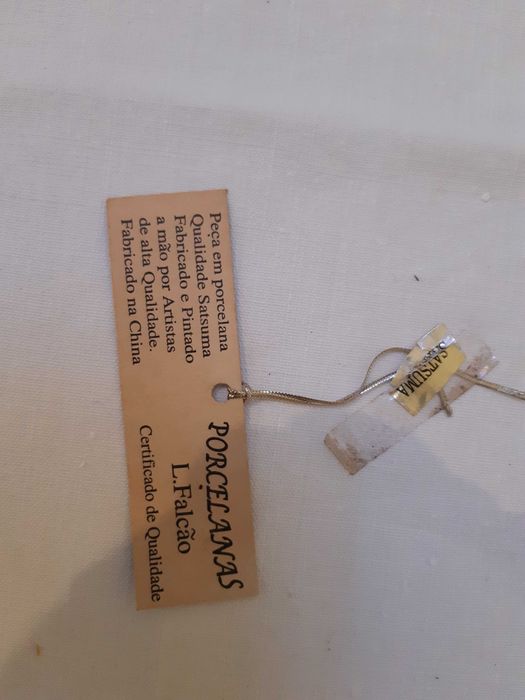 Peça em porcelana
Qualidade Satsuma
Fabricado e Pintado
a mão por Artistas
de alta Qualidade.
Fabricado na China
PORCELANAS
L.Falcão
Certificado de Qualidade
SATSUMA